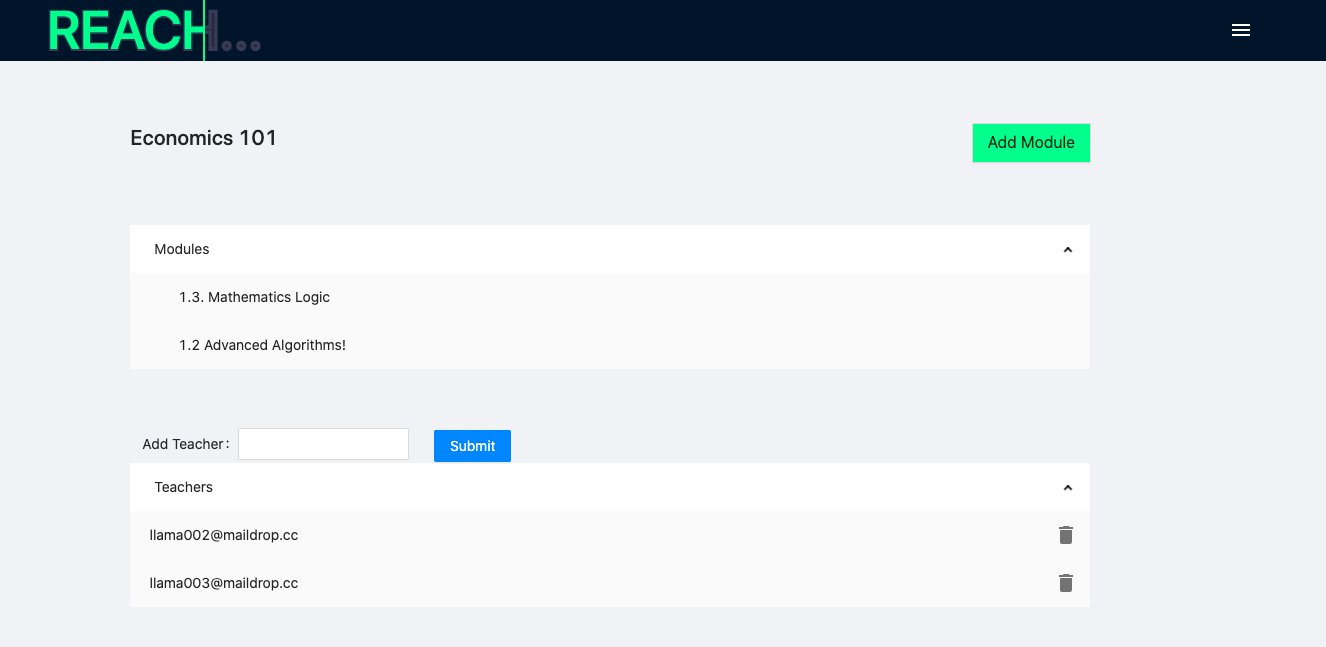 REACH...
Economics 101
Add Module
Modules
1.3. Mathematics Logic
1.2 Advanced Algorithms!
Add Teacher:
Submit
Teachers
llama002@maildrop.cc
llama003@maildrop.cc